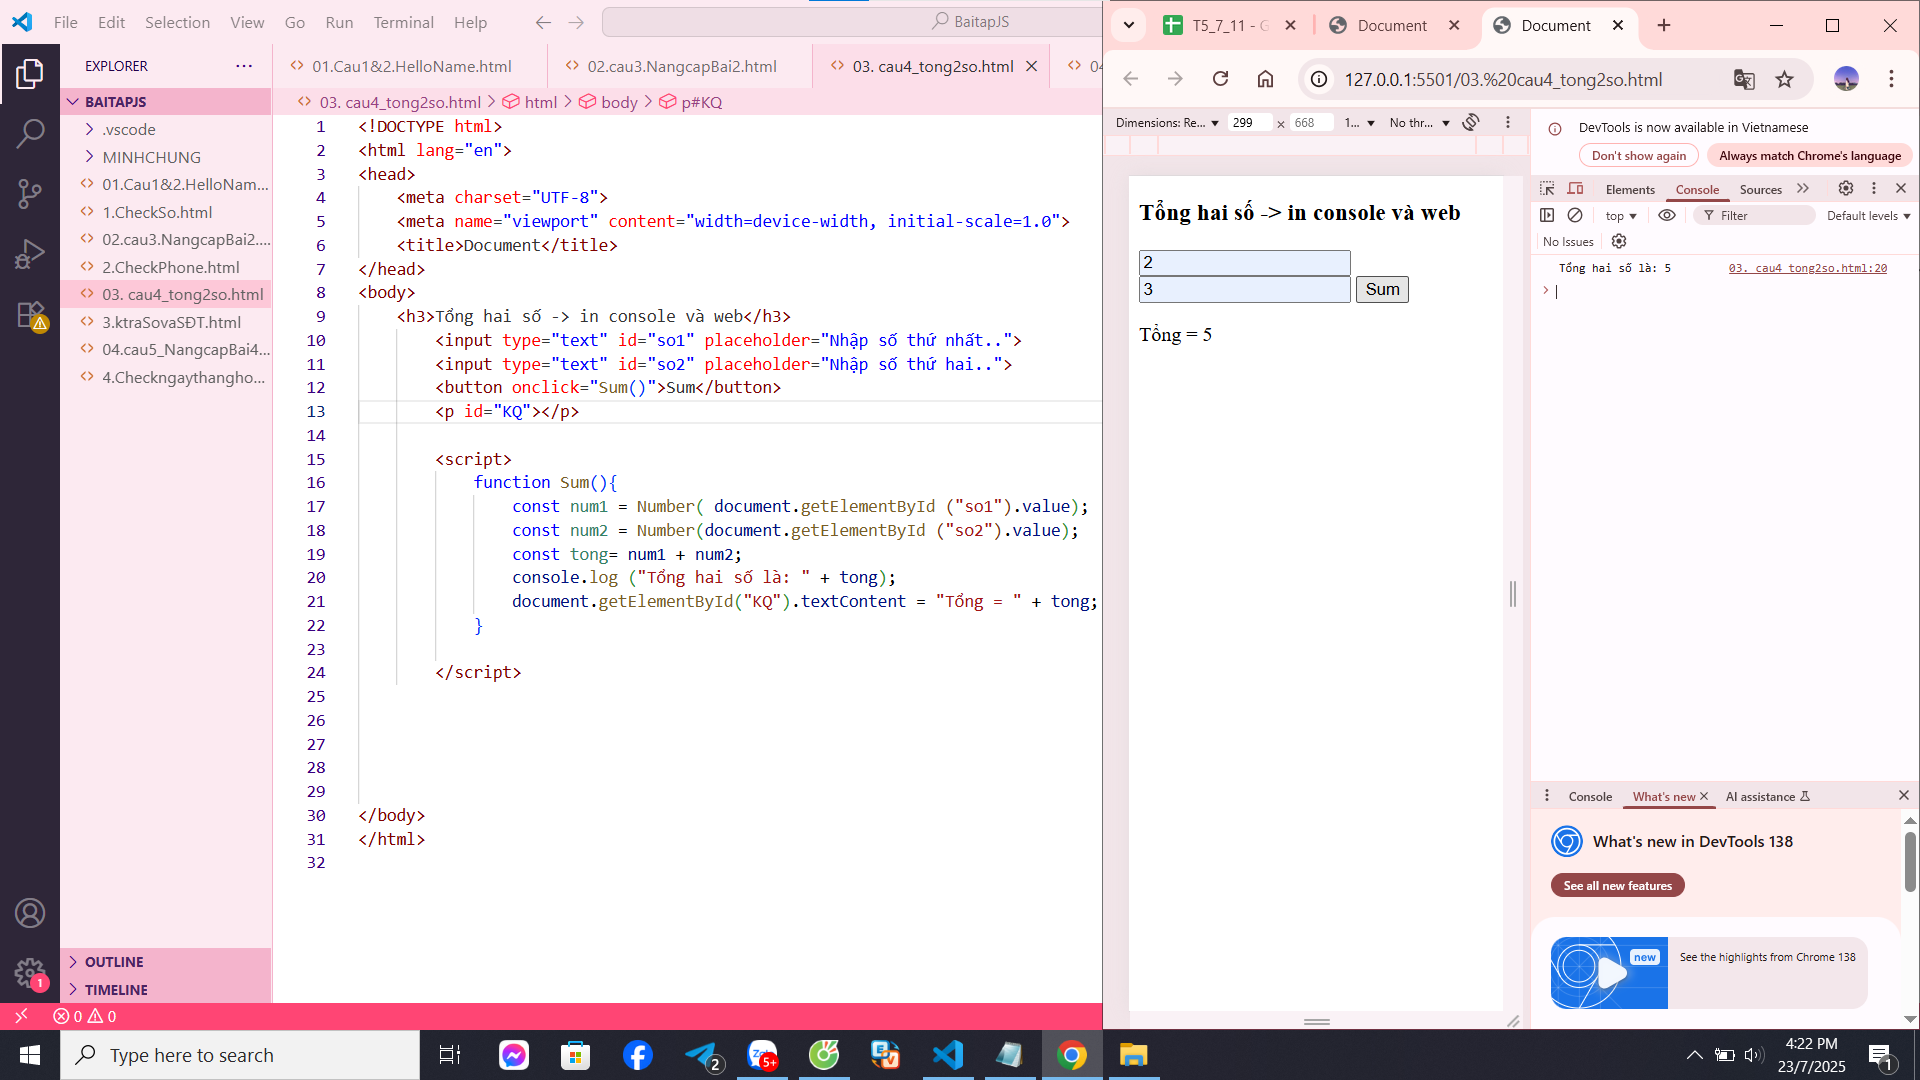 File Edit Selection View Go Run Terminal Help
BaitapJS
EXPLORER
BAITAPJS
.vscode
MINHCHUNG
01.Cau1&2.HelloNam...
1.CheckSo.html
02.cau3.NangcapBai2....
2.CheckPhone.html
03. cau4_tong2so.html
3.ktraSovaSĐT.html
04.cau5_NangcapBai4...
4.Checkngaythangho...
OUTLINE
TIMELINE
01.Cau1&2.HelloName.html
02.cau3.NangcapBai2.html
03. cau4_tong2so.html
03. cau4_tong2so.html > html > body > p#KQ
1 <!DOCTYPE html>
2 <html lang="en">
3 <head>
4 <meta charset="UTF-8">
5 <meta name="viewport" content="width=device-width, initial-scale=1.0">
6 <title>Document</title>
7 </head>
8 <body>
9 <h3>Tổng hai số -> in console và web</h3>
10 <input type="text" id="so1" placeholder="Nhập số thứ nhất..">
11 <input type="text" id="so2" placeholder="Nhập số thứ hai..">
12 <button onclick="Sum()">Sum</button>
13 <p id="KQ"></p>
14
15 <script>
16 function Sum(){
17 const num1 = Number( document.getElementById ("so1").value);
18 const num2 = Number(document.getElementById ("so2").value);
19 const tong= num1 + num2;
20 console.log ("Tổng hai số là: " + tong);
21 document.getElementById("KQ").textContent = "Tổng = " + tong;
22 }
23
24 </script>
25
26
27
28
29
30 </body>
31 </html>
32
1
0 0
T5_7_11 - G
Document
Document
127.0.0.1:5501/03.%20cau4_tong2so.html
Dimensions: Re... 299 × 668 1... No thr...
Tổng hai số -> in console và web
2
3 Sum
Tổng = 5
DevTools is now available in Vietnamese
Don't show again Always match Chrome's language
Elements Console Sources
top Filter Default levels
No Issues
Tổng hai số là: 5 03. cau4 tong2so.html:20
Console What's new AI assistance
What's new in DevTools 138
See all new features
new
See the highlights from Chrome 138
Type here to search
2
5+
4:22 PM
23/7/2025
1